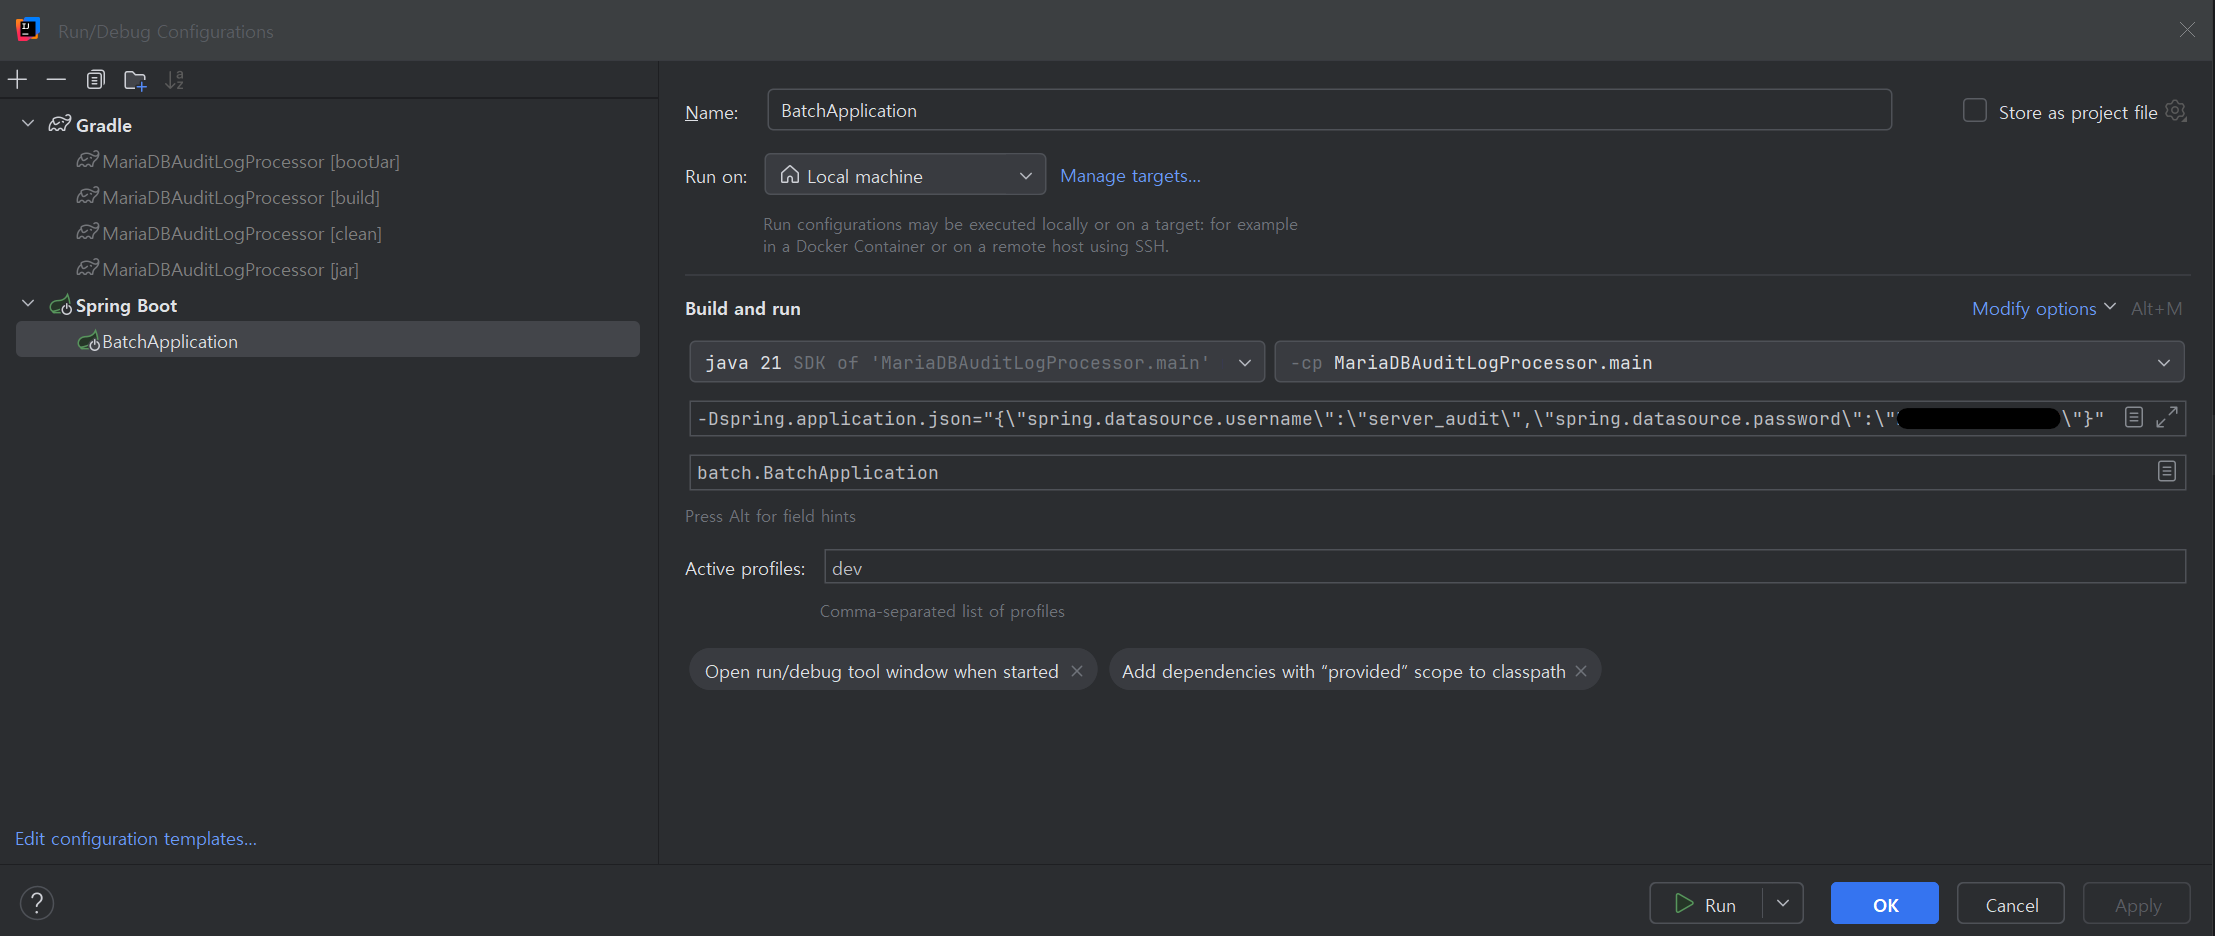 Run/Debug Configurations
Gradle
MariaDBAuditLogProcessor [bootJar]
MariaDBAuditLogProcessor [build]
MariaDBAuditLogProcessor [clean]
MariaDBAuditLogProcessor [jar]
Spring Boot
BatchApplication
Edit configuration templates...
Name: BatchApplication Store as project file
Run on: Local machine Manage targets...
Run configurations may be executed locally or on a target: for example
in a Docker Container or on a remote host using SSH.
Build and run Modify options Alt+M
java 21 SDK of 'MariaDBAuditLogProcessor.main' -cp MariaDBAuditLogProcessor.main
-Dspring.application.json="{\"spring.datasource.username\":\"server_audit\",\"spring.datasource.password\":\" \"}"
batch.BatchApplication
Press Alt for field hints
Active profiles: dev
Comma-separated list of profiles
Open run/debug tool window when started Add dependencies with “provided” scope to classpath
? Run OK Cancel Apply